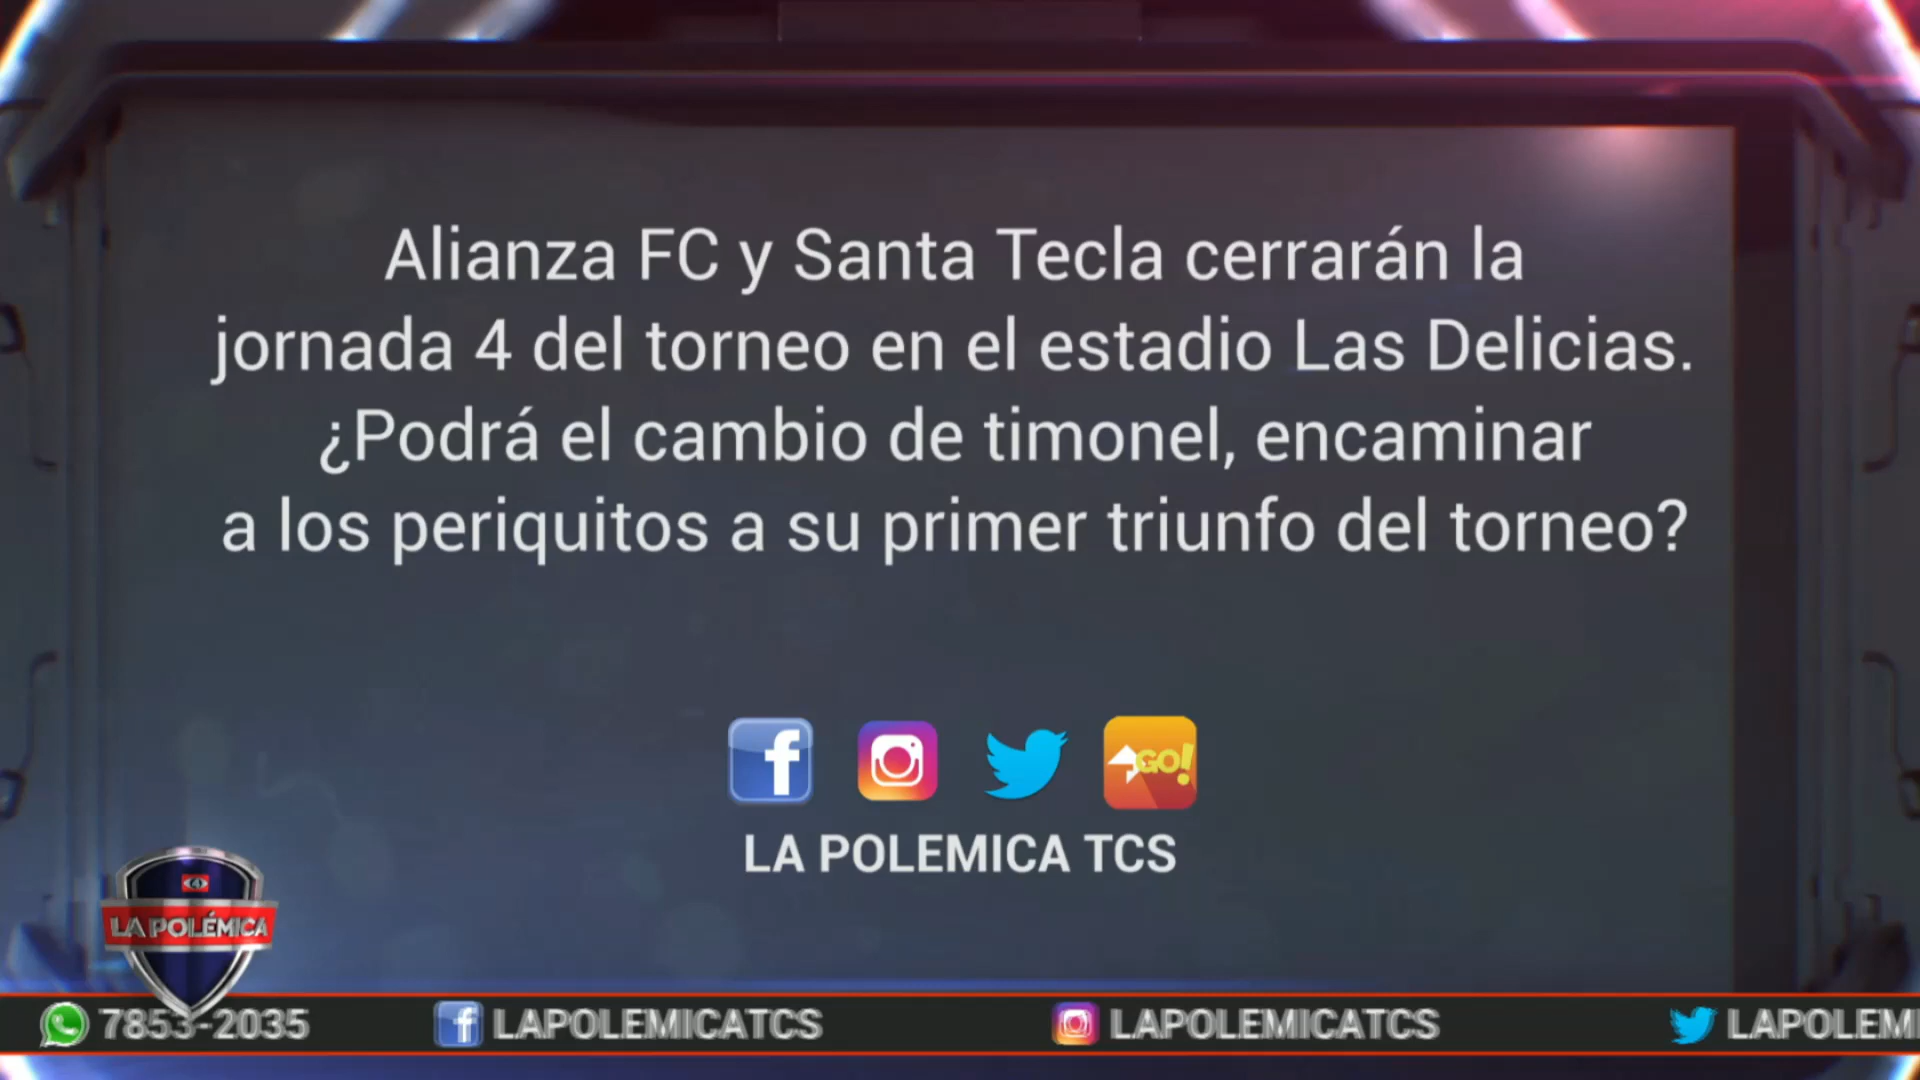 Alianza FC y Santa Tecla cerrarán la
jornada 4 del torneo en el estadio Las Delicias.
¿Podrá el cambio de timonel, encaminar
a los periquitos a su primer triunfo del torneo?
GO!
LA POLEMICA TCS
4
LA POLÉMICA
7853-2035 LAPOLEMICATCS LAPOLEMICATCS LAPOLEMI